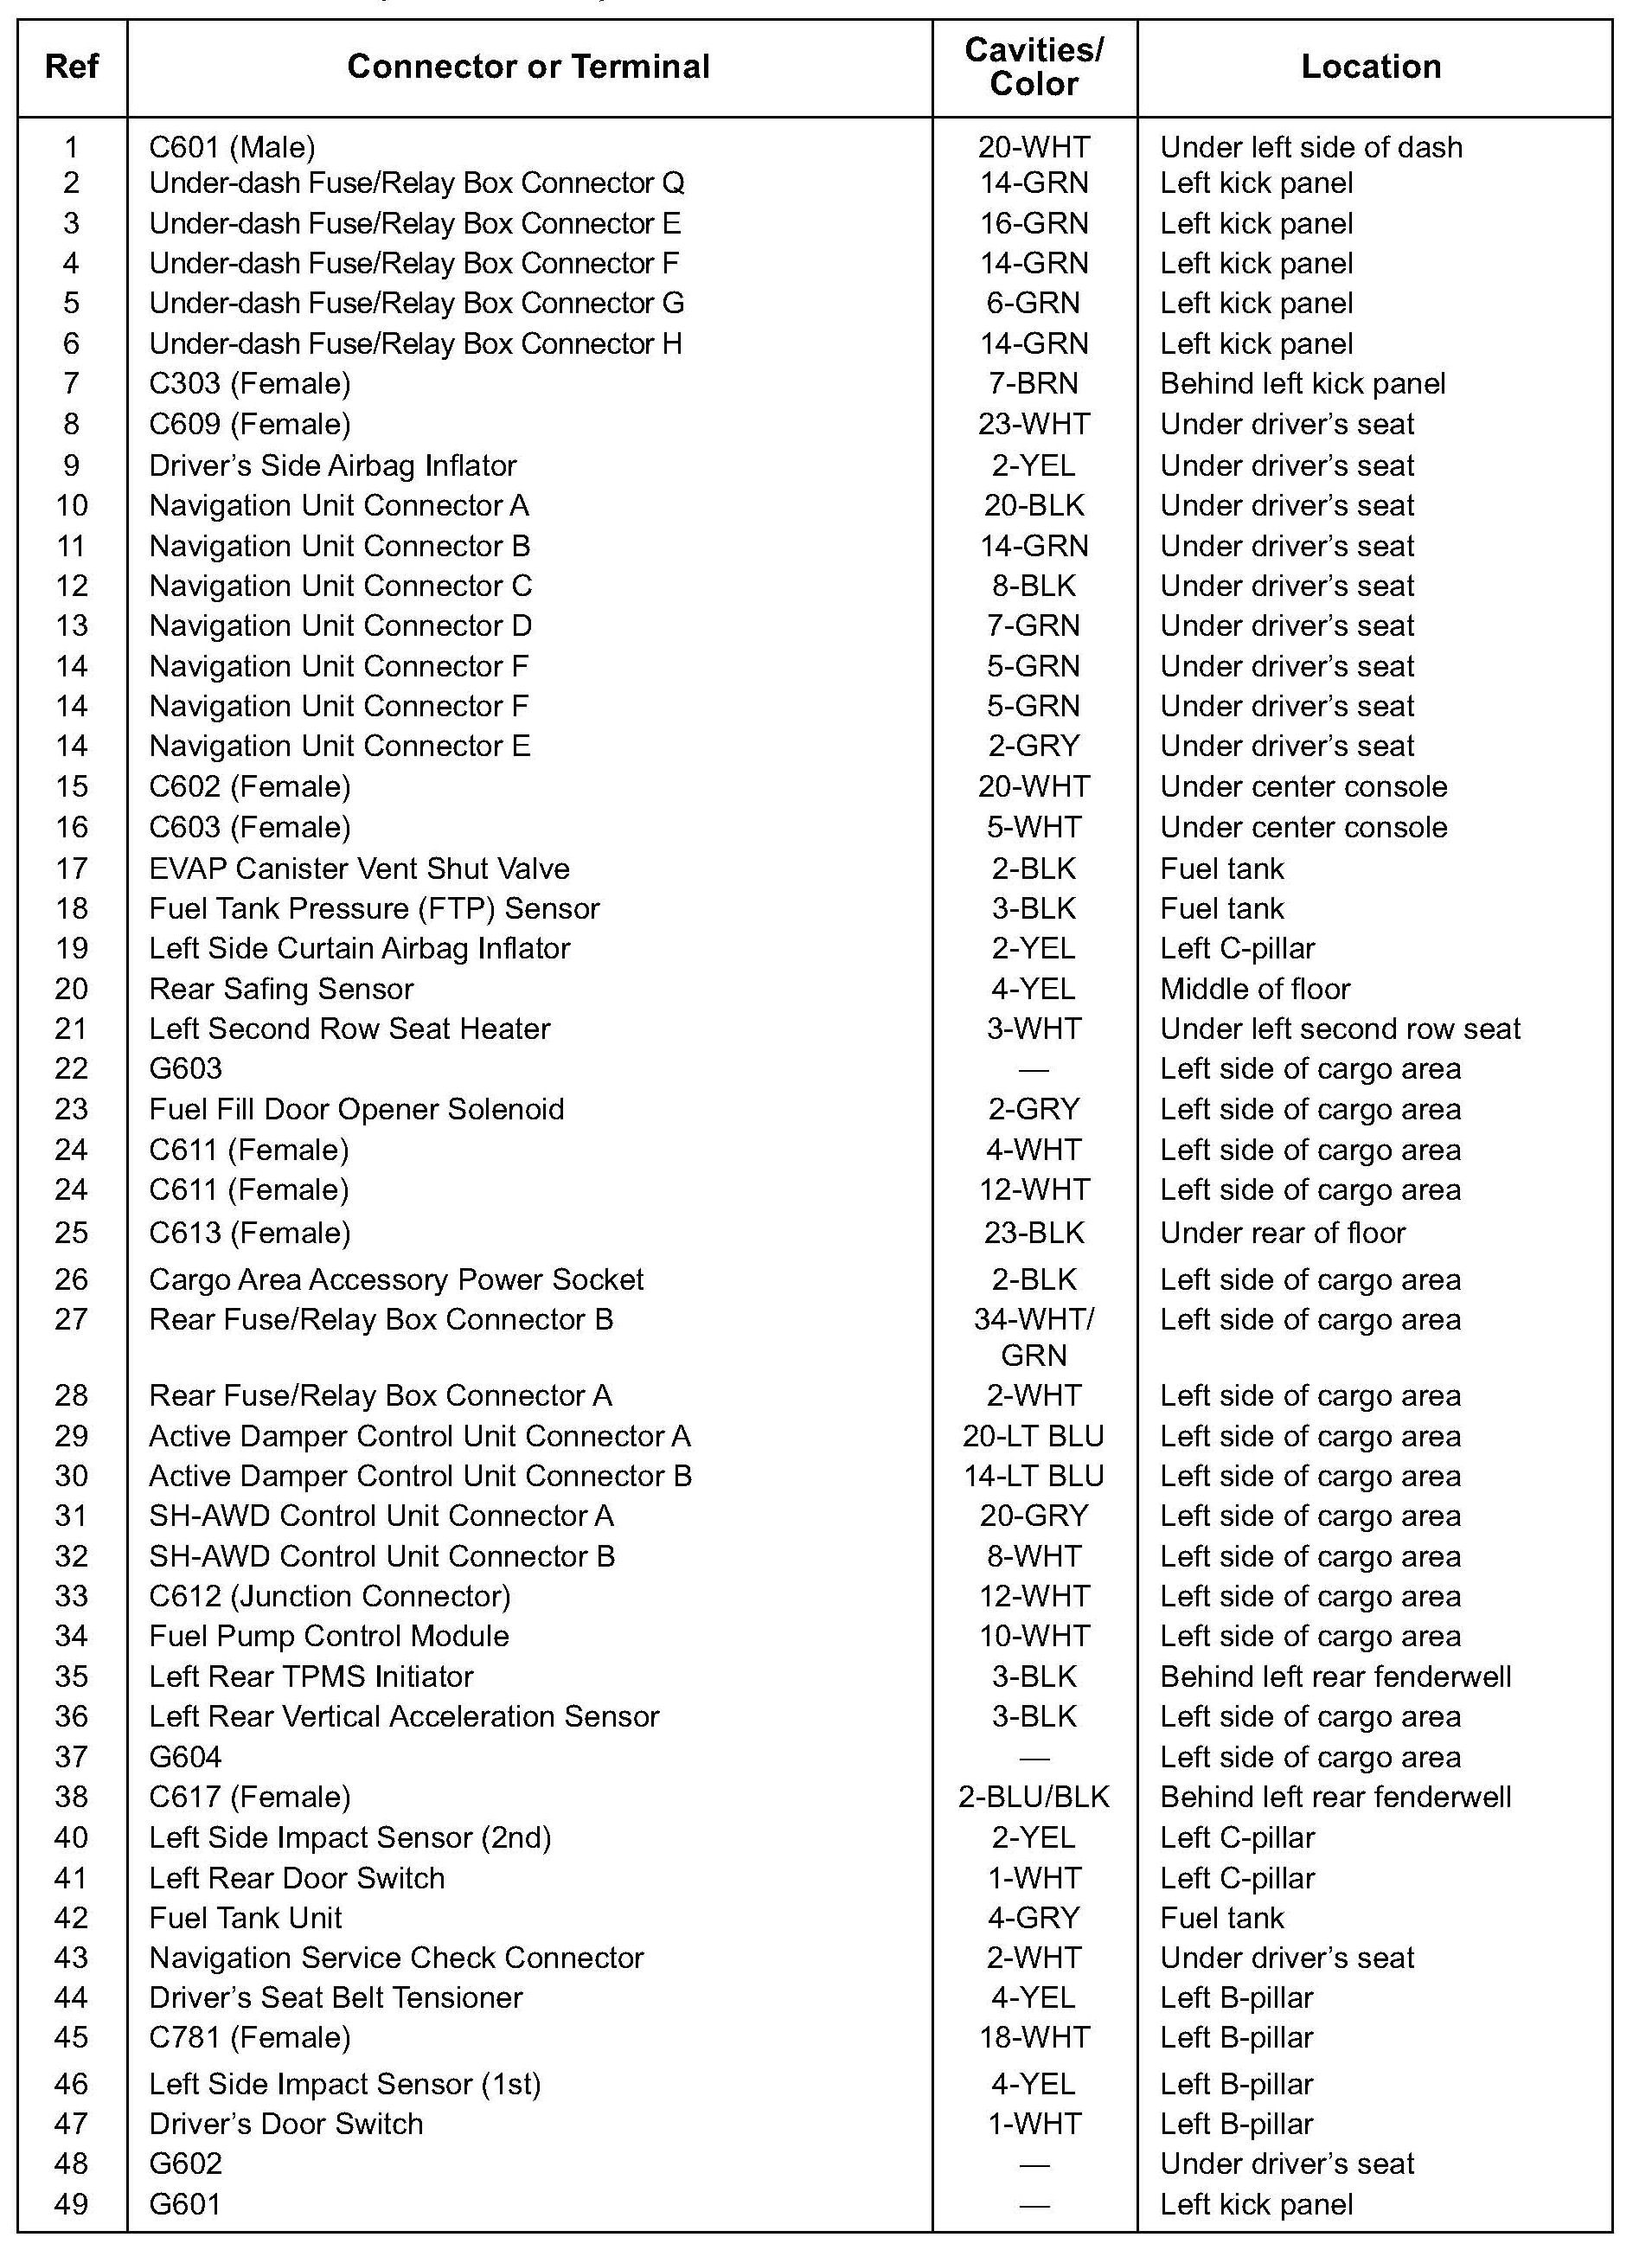 Ref Connector or Terminal Cavities/ Color Location
1 C601 (Male) 20-WHT Under left side of dash
2 Under-dash Fuse/Relay Box Connector Q 14-GRN Left kick panel
3 Under-dash Fuse/Relay Box Connector E 16-GRN Left kick panel
4 Under-dash Fuse/Relay Box Connector F 14-GRN Left kick panel
5 Under-dash Fuse/Relay Box Connector G 6-GRN Left kick panel
6 Under-dash Fuse/Relay Box Connector H 14-GRN Left kick panel
7 C303 (Female) 7-BRN Behind left kick panel
8 C609 (Female) 23-WHT Under driver’s seat
9 Driver’s Side Airbag Inflator 2-YEL Under driver’s seat
10 Navigation Unit Connector A 20-BLK Under driver’s seat
11 Navigation Unit Connector B 14-GRN Under driver’s seat
12 Navigation Unit Connector C 8-BLK Under driver’s seat
13 Navigation Unit Connector D 7-GRN Under driver’s seat
14 Navigation Unit Connector F 5-GRN Under driver’s seat
14 Navigation Unit Connector F 5-GRN Under driver’s seat
14 Navigation Unit Connector E 2-GRY Under driver’s seat
15 C602 (Female) 20-WHT Under center console
16 C603 (Female) 5-WHT Under center console
17 EVAP Canister Vent Shut Valve 2-BLK Fuel tank
18 Fuel Tank Pressure (FTP) Sensor 3-BLK Fuel tank
19 Left Side Curtain Airbag Inflator 2-YEL Left C-pillar
20 Rear Safing Sensor 4-YEL Middle of floor
21 Left Second Row Seat Heater 3-WHT Under left second row seat
22 G603 — Left side of cargo area
23 Fuel Fill Door Opener Solenoid 2-GRY Left side of cargo area
24 C611 (Female) 4-WHT Left side of cargo area
24 C611 (Female) 12-WHT Left side of cargo area
25 C613 (Female) 23-BLK Under rear of floor
26 Cargo Area Accessory Power Socket 2-BLK Left side of cargo area
27 Rear Fuse/Relay Box Connector B 34-WHT/ Left side of cargo area
GRN
28 Rear Fuse/Relay Box Connector A 2-WHT Left side of cargo area
29 Active Damper Control Unit Connector A 20-LT BLU Left side of cargo area
30 Active Damper Control Unit Connector B 14-LT BLU Left side of cargo area
31 SH-AWD Control Unit Connector A 20-GRY Left side of cargo area
32 SH-AWD Control Unit Connector B 8-WHT Left side of cargo area
33 C612 (Junction Connector) 12-WHT Left side of cargo area
34 Fuel Pump Control Module 10-WHT Left side of cargo area
35 Left Rear TPMS Initiator 3-BLK Behind left rear fenderwell
36 Left Rear Vertical Acceleration Sensor 3-BLK Left side of cargo area
37 G604 — Left side of cargo area
38 C617 (Female) 2-BLU/BLK Behind left rear fenderwell
40 Left Side Impact Sensor (2nd) 2-YEL Left C-pillar
41 Left Rear Door Switch 1-WHT Left C-pillar
42 Fuel Tank Unit 4-GRY Fuel tank
43 Navigation Service Check Connector 2-WHT Under driver’s seat
44 Driver’s Seat Belt Tensioner 4-YEL Left B-pillar
45 C781 (Female) 18-WHT Left B-pillar
46 Left Side Impact Sensor (1st) 4-YEL Left B-pillar
47 Driver’s Door Switch 1-WHT Left B-pillar
48 G602 — Under driver’s seat
49 G601 — Left kick panel